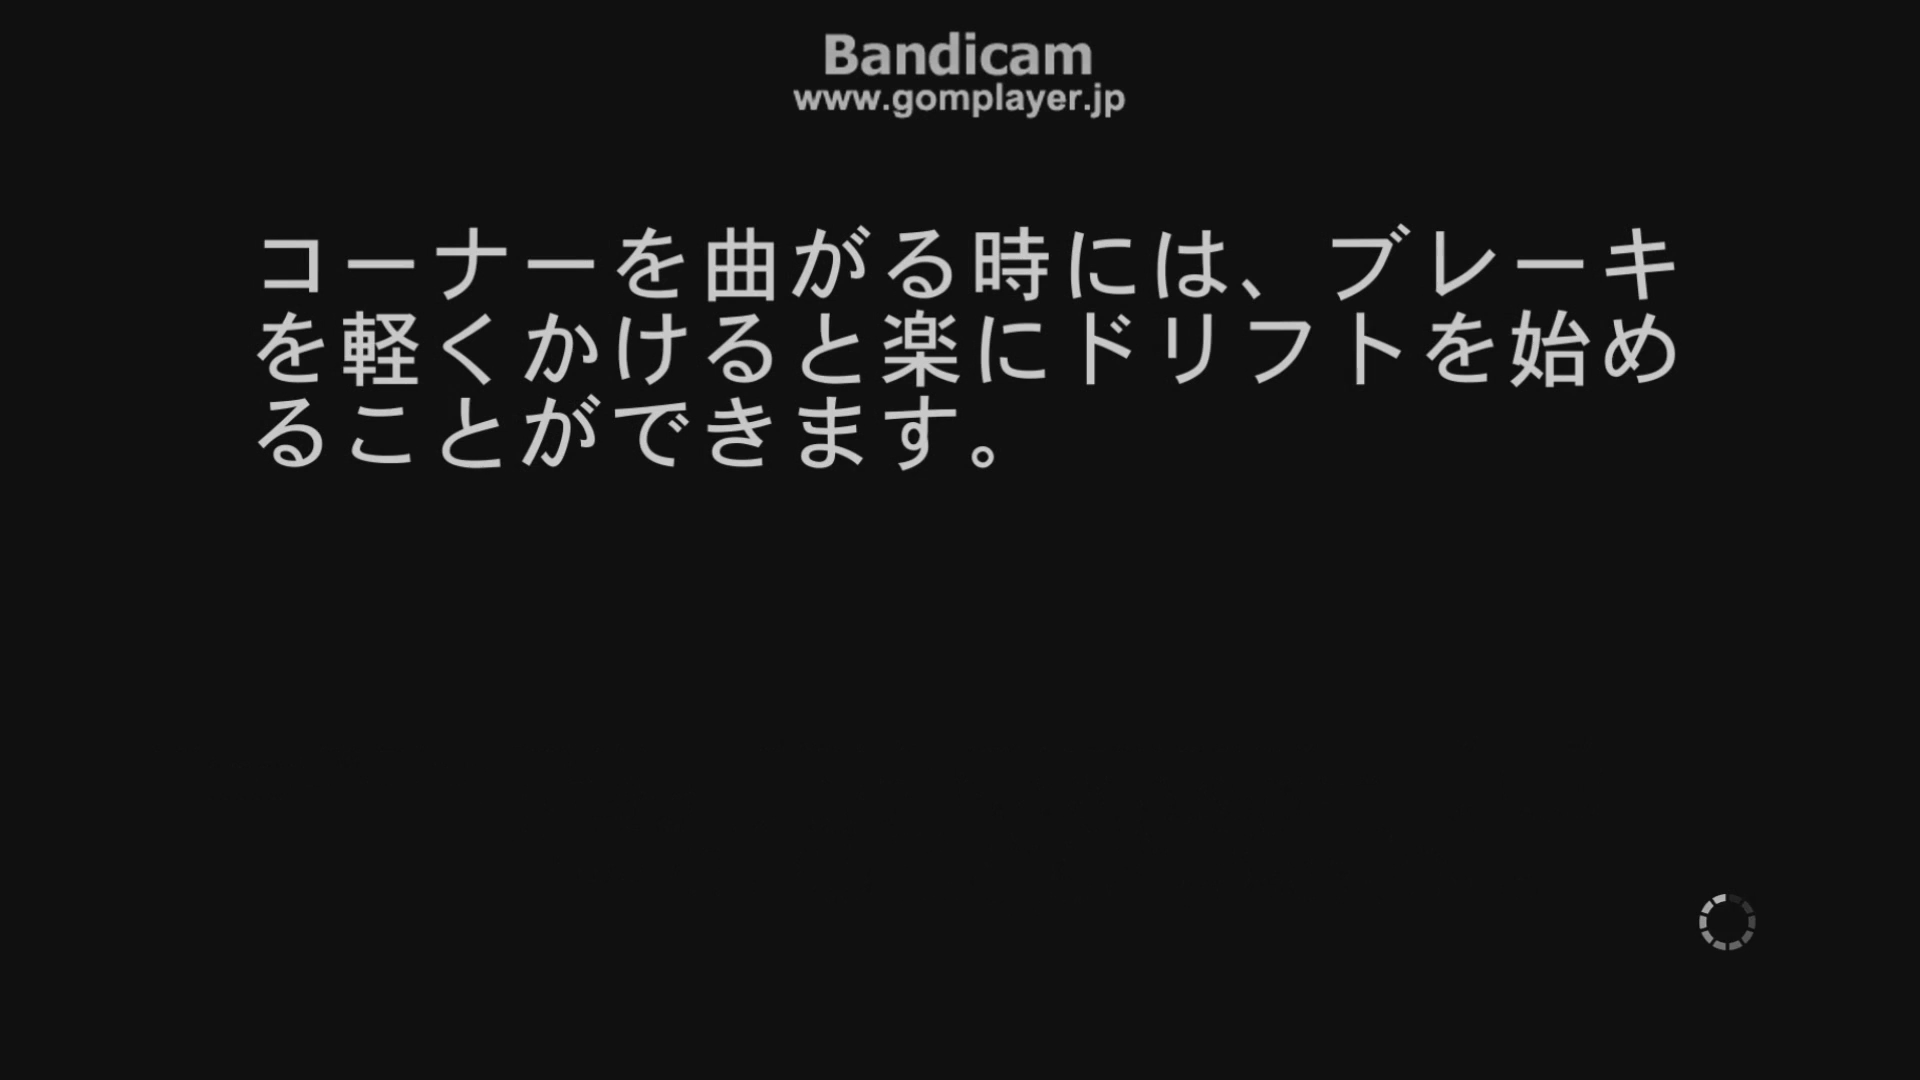 Bandicam
www.gomplayer.jp
コーナーを曲がる時には、ブレーキ
を軽くかけると楽にドリフトを始め
ることができます。